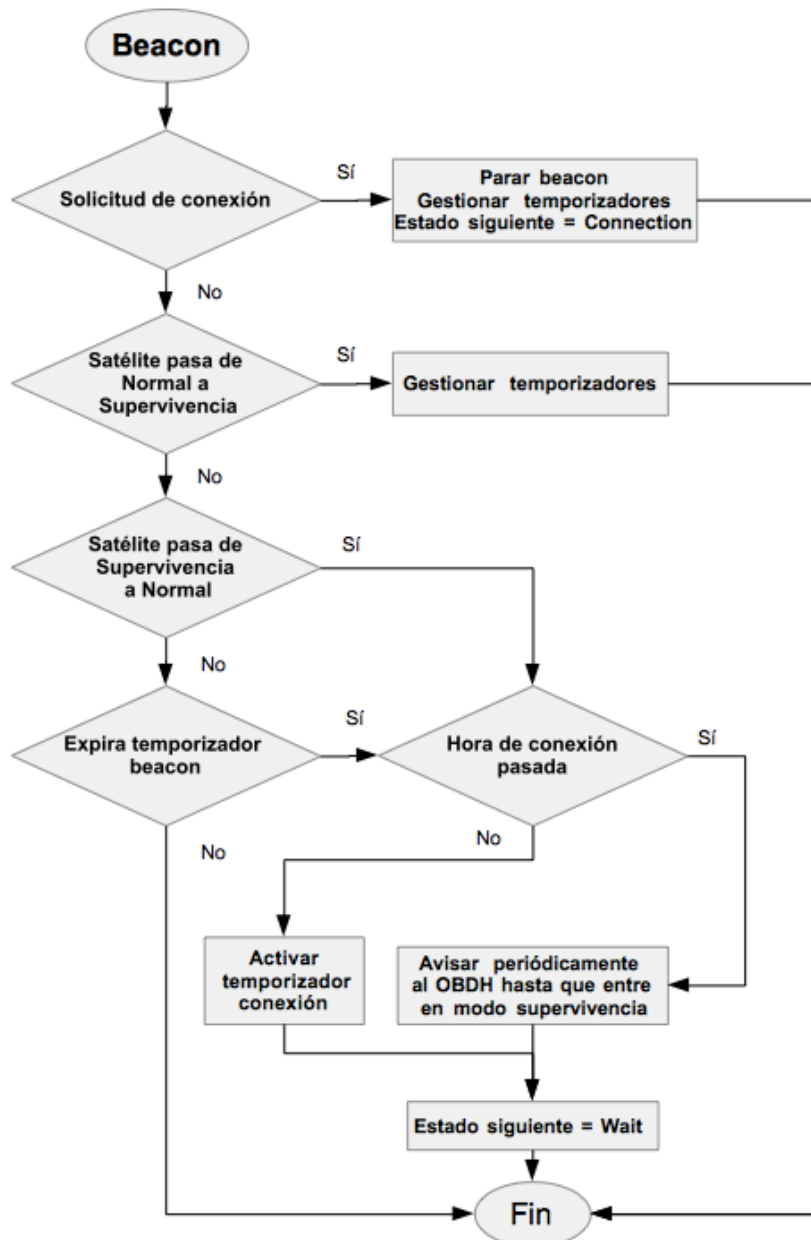 Beacon
Solicitud de conexión
Sí
Parar beacon
Gestionar temporizadores
Estado siguiente = Connection
No
Satélite pasa de
Normal a
Supervivencia
Sí
Gestionar temporizadores
No
Satélite pasa de
Supervivencia
a Normal
Sí
No
Expira temporizador
beacon
Sí
Hora de conexión
pasada
Sí
No
No
Activar
temporizador
conexión
Avisar periódicamente
al OBDH hasta que entre
en modo supervivencia
Estado siguiente = Wait
Fin